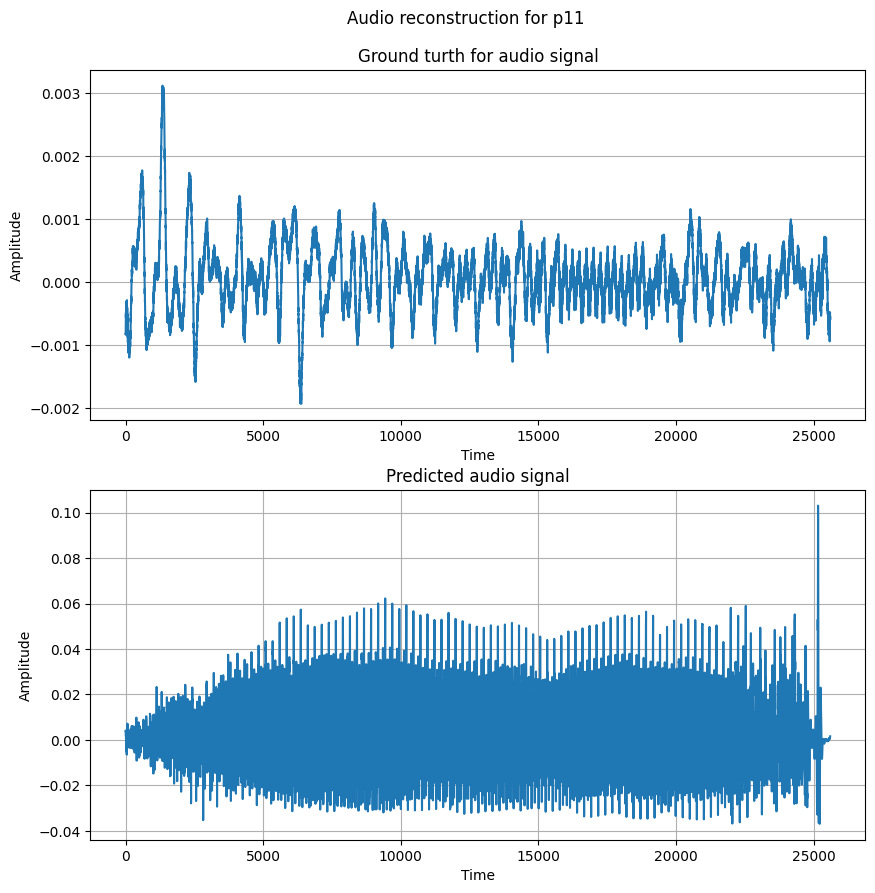 Audio reconstruction for p11
Ground turth for audio signal
Amplitude
0.003
0.002
0.001
0.000
−0.001
−0.002
0 5000 10000 15000 20000 25000
Time
Predicted audio signal
Amplitude
0.10
0.08
0.06
0.04
0.02
0.00
−0.02
−0.04
0 5000 10000 15000 20000 25000
Time